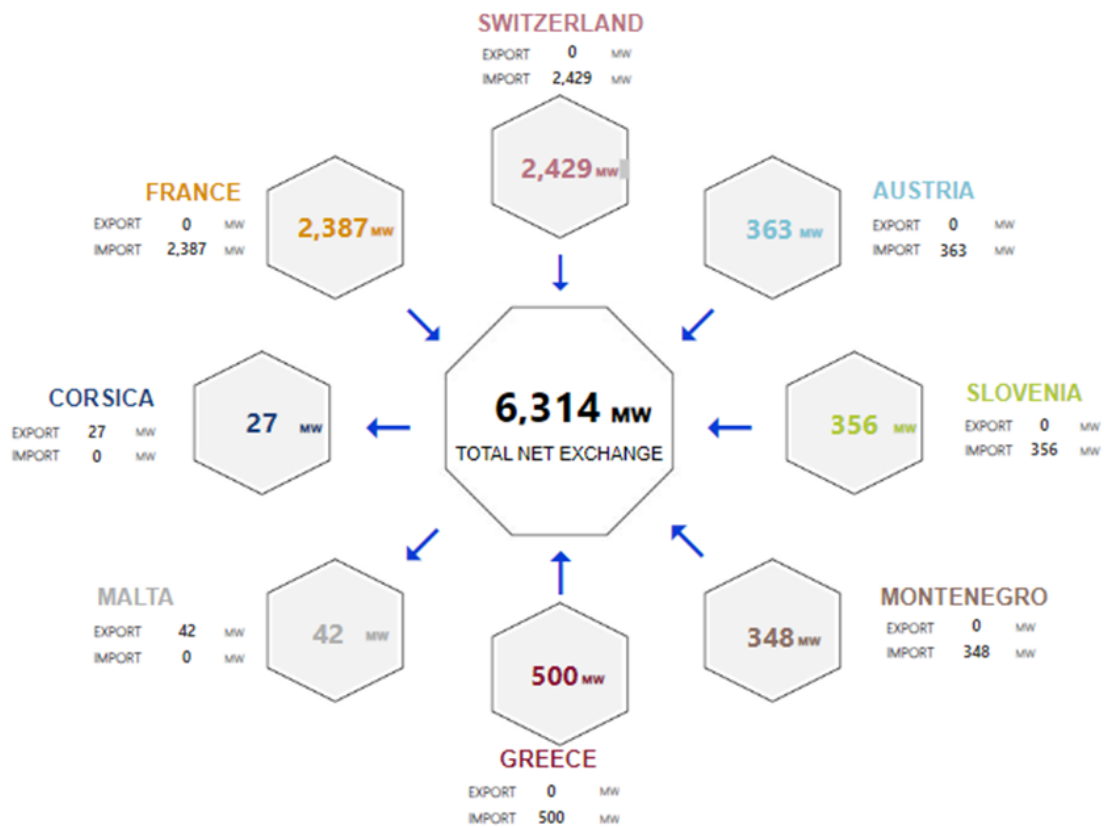 SWITZERLAND
EXPORT 0 MW
IMPORT 2,429 MW
2,429 MW
FRANCE
EXPORT 0 MW
IMPORT 2,387 MW
2,387 MW
363 MW
AUSTRIA
EXPORT 0 MW
IMPORT 363 MW
CORSICA
EXPORT 27 MW
IMPORT 0 MW
27 MW
6,314 MW
TOTAL NET EXCHANGE
356 MW
SLOVENIA
EXPORT 0 MW
IMPORT 356 MW
MALTA
EXPORT 42 MW
IMPORT 0 MW
42 MW
500 MW
GREECE
EXPORT 0 MW
IMPORT 500 MW
348 MW
MONTENEGRO
EXPORT 0 MW
IMPORT 348 MW